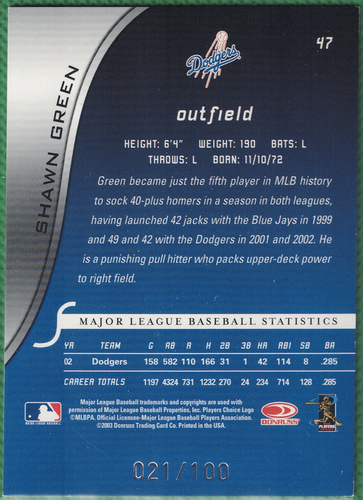 Dodgers
47
SHAWN GREEN
outfield
HEIGHT: 6'4" WEIGHT: 190 BATS: L
THROWS: L BORN: 11/10/72
Green became just the fifth player in MLB history
to sock 40-plus homers in a season in both leagues,
having launched 42 jacks with the Blue Jays in 1999
and 49 and 42 with the Dodgers in 2001 and 2002. He
is a punishing pull hitter who packs upper-deck power
to right field.
MAJOR LEAGUE BASEBALL STATISTICS
YR TEAM G AB R H 2B 3B HR RBI SB BA
02 Dodgers 158 582 110 166 31 1 42 114 8 .285
CAREER TOTALS 1197 4324 731 1232 270 24 234 714 128 .285
Major League Baseball trademarks and copyrights are used with
permission of Major League Baseball Properties, Inc. Players Choice Logo
©MLBPA. Official Licensee-Major League Baseball Players Association.
©2003 Donruss Trading Card Co. Printed in the USA.
MAJOR LEAGUE BASEBALL
DONRUSS
PLAYERS
021/100